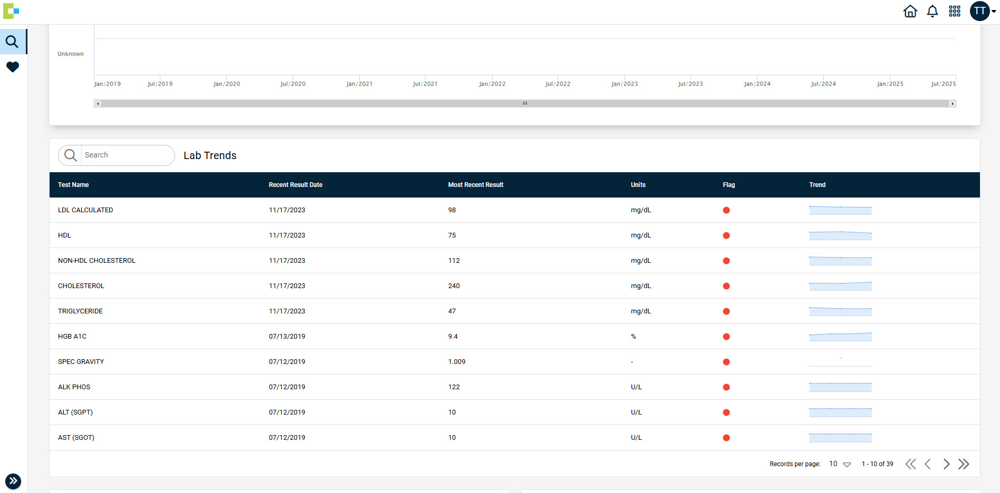 TT
Unknown
Jan/2019 Jul/2019 Jan/2020 Jul/2020 Jan/2021 Jul/2021 Jan/2022 Jul/2022 Jan/2023 Jul/2023 Jan/2024 Jul/2024 Jan/2025 Jul/2025
Search Lab Trends
Test Name Recent Result Date Most Recent Result Units Flag Trend
LDL CALCULATED 11/17/2023 98 mg/dL
HDL 11/17/2023 75 mg/dL
NON-HDL CHOLESTEROL 11/17/2023 112 mg/dL
CHOLESTEROL 11/17/2023 240 mg/dL
TRIGLYCERIDE 11/17/2023 47 mg/dL
HGB A1C 07/13/2019 9.4 %
SPEC GRAVITY 07/12/2019 1.009 -
ALK PHOS 07/12/2019 122 U/L
ALT (SGPT) 07/12/2019 10 U/L
AST (SGOT) 07/12/2019 10 U/L
Records per page: 10 1 - 10 of 39